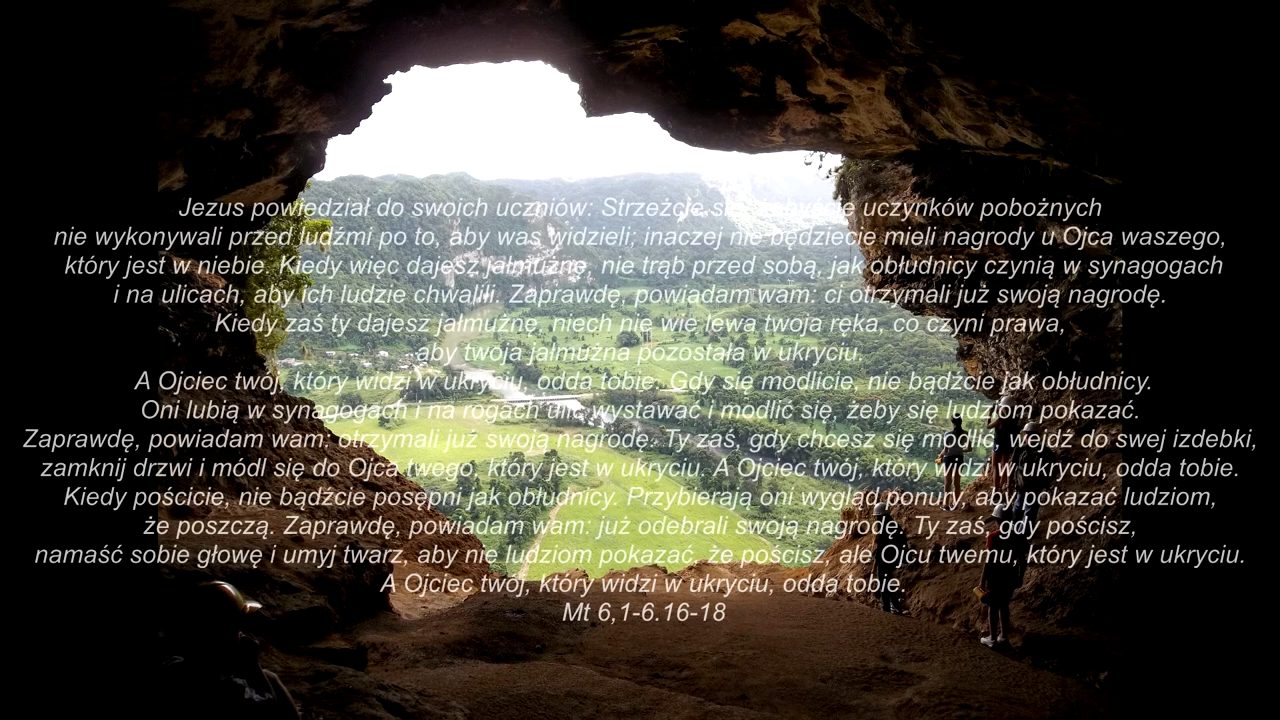 Jezus powiedział do swoich uczniów: Strzeżcie się, żebyście uczynków pobożnych
nie wykonywali przed ludźmi po to, aby was widzieli; inaczej nie będziecie mieli nagrody u Ojca waszego,
który jest w niebie. Kiedy więc dajesz jałmużnę, nie trąb przed sobą, jak obłudnicy czynią w synagogach
i na ulicach, aby ich ludzie chwalili. Zaprawdę, powiadam wam: ci otrzymali już swoją nagrodę.
Kiedy zaś ty dajesz jałmużnę, niech nie wie lewa twoja ręka, co czyni prawa,
aby twoja jałmużna pozostała w ukryciu.
A Ojciec twój, który widzi w ukryciu, odda tobie. Gdy się modlicie, nie bądźcie jak obłudnicy.
Oni lubią w synagogach i na rogach ulic wystawać i modlić się, żeby się ludziom pokazać.
Zaprawdę, powiadam wam: otrzymali już swoją nagrodę. Ty zaś, gdy chcesz się modlić, wejdź do swej izdebki,
zamknij drzwi i módl się do Ojca twego, który jest w ukryciu. A Ojciec twój, który widzi w ukryciu, odda tobie.
Kiedy pościcie, nie bądźcie posępni jak obłudnicy. Przybierają oni wygląd ponury, aby pokazać ludziom,
że poszczą. Zaprawdę, powiadam wam: już odebrali swoją nagrodę. Ty zaś, gdy pościsz,
namaść sobie głowę i umyj twarz, aby nie ludziom pokazać, że pościsz, ale Ojcu twemu, który jest w ukryciu.
A Ojciec twój, który widzi w ukryciu, odda tobie.
Mt 6,1-6.16-18